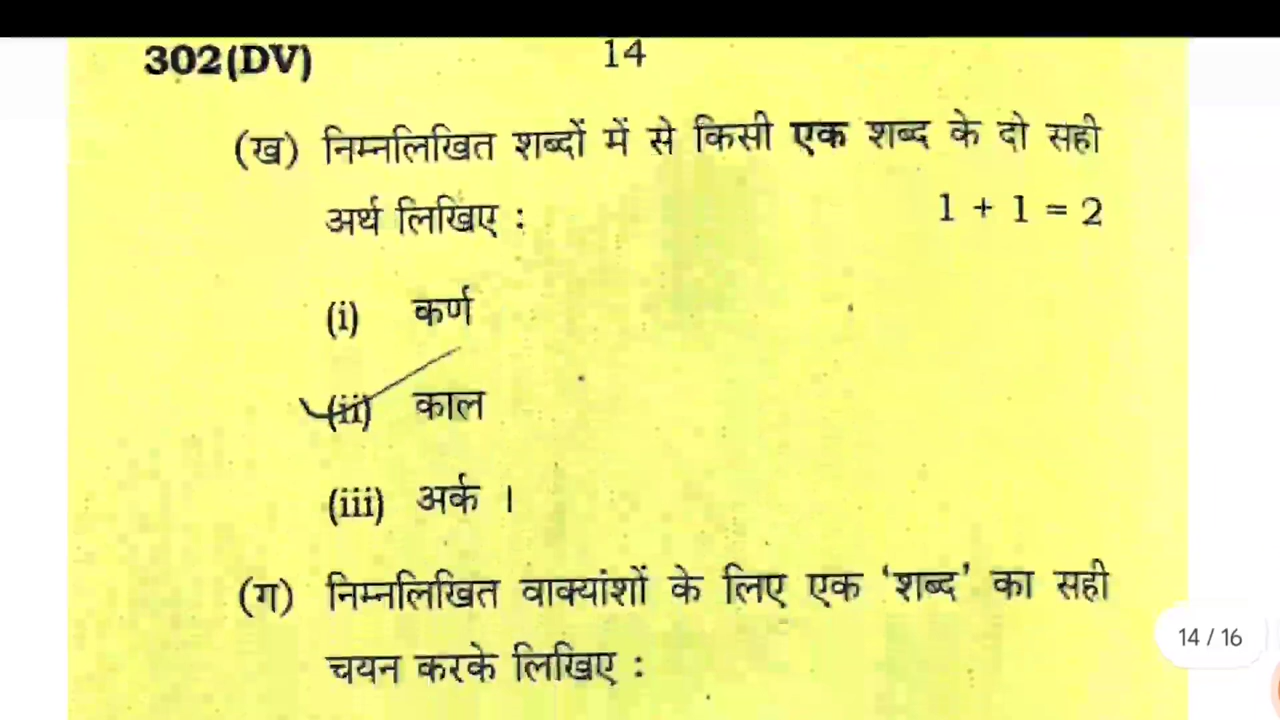 302(DV) 14
(ख) निम्नलिखित शब्दों में से किसी एक शब्द के दो सही
अर्थ लिखिए : 1 + 1 = 2
(i) कर्ण
(ii) काल
(iii) अर्क ।
(ग) निम्नलिखित वाक्यांशों के लिए एक ‘शब्द’ का सही
14 / 16
चयन करके लिखिए :